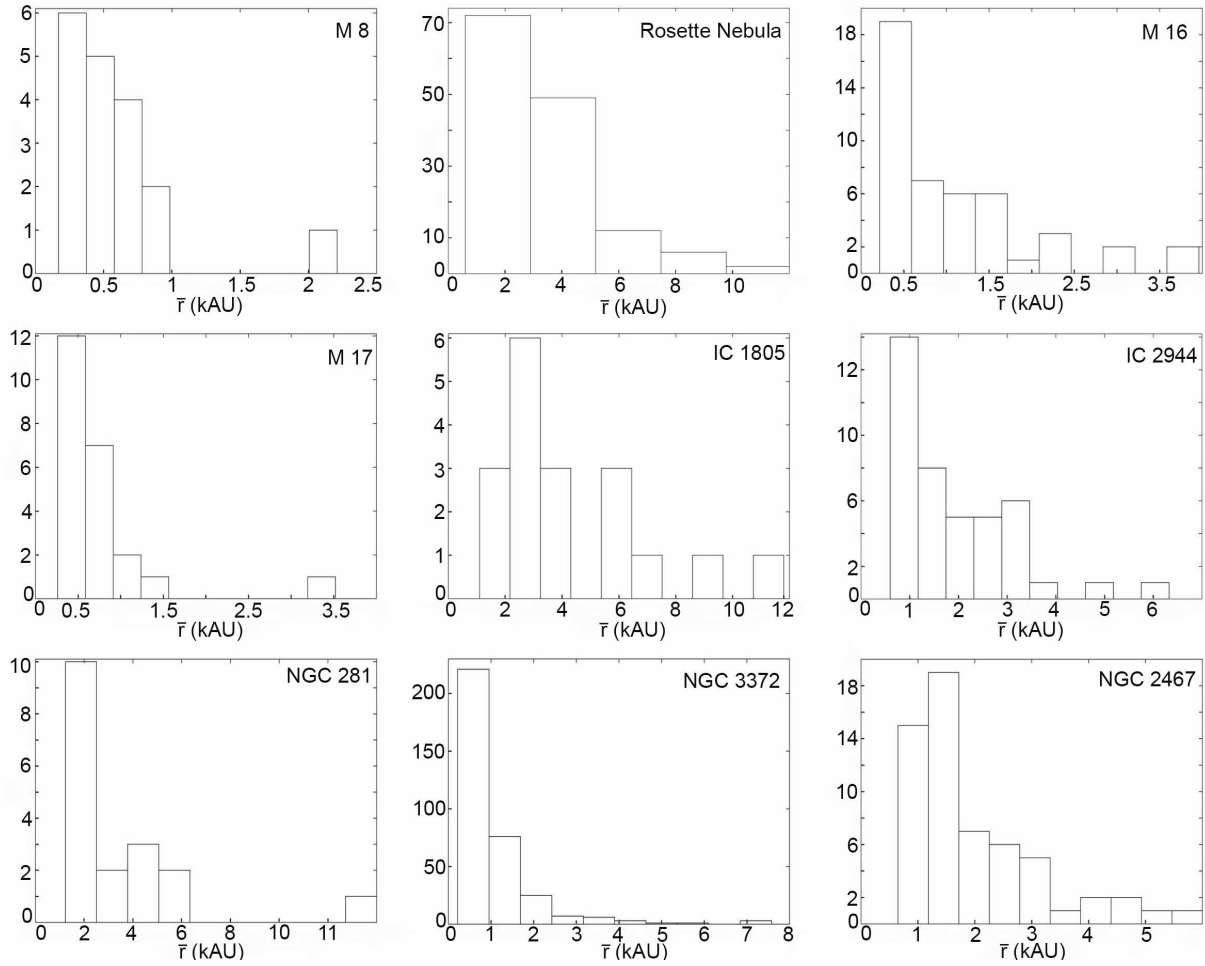 M 8
6
5
4
3
2
1
0
0 0.5 1 1.5 2 2.5
r̅ (kAU)
Rosette Nebula
70
50
30
10
0
0 2 4 6 8 10
r̅ (kAU)
M 16
18
14
10
6
2
0
0 0.5 1.5 2.5 3.5
r̅ (kAU)
M 17
12
10
8
6
4
2
0
0 0.5 1.5 2.5 3.5
r̅ (kAU)
IC 1805
6
5
4
3
2
1
0
0 2 4 6 8 10 12
r̅ (kAU)
IC 2944
12
10
6
2
0
0 1 2 3 4 5 6
r̅ (kAU)
NGC 281
10
8
6
4
2
0
0 2 4 6 8 10 11
r̅ (kAU)
NGC 3372
200
150
100
50
0
0 1 2 3 4 5 6 7 8
r̅ (kAU)
NGC 2467
18
14
10
6
2
0
0 1 2 3 4 5
r̅ (kAU)